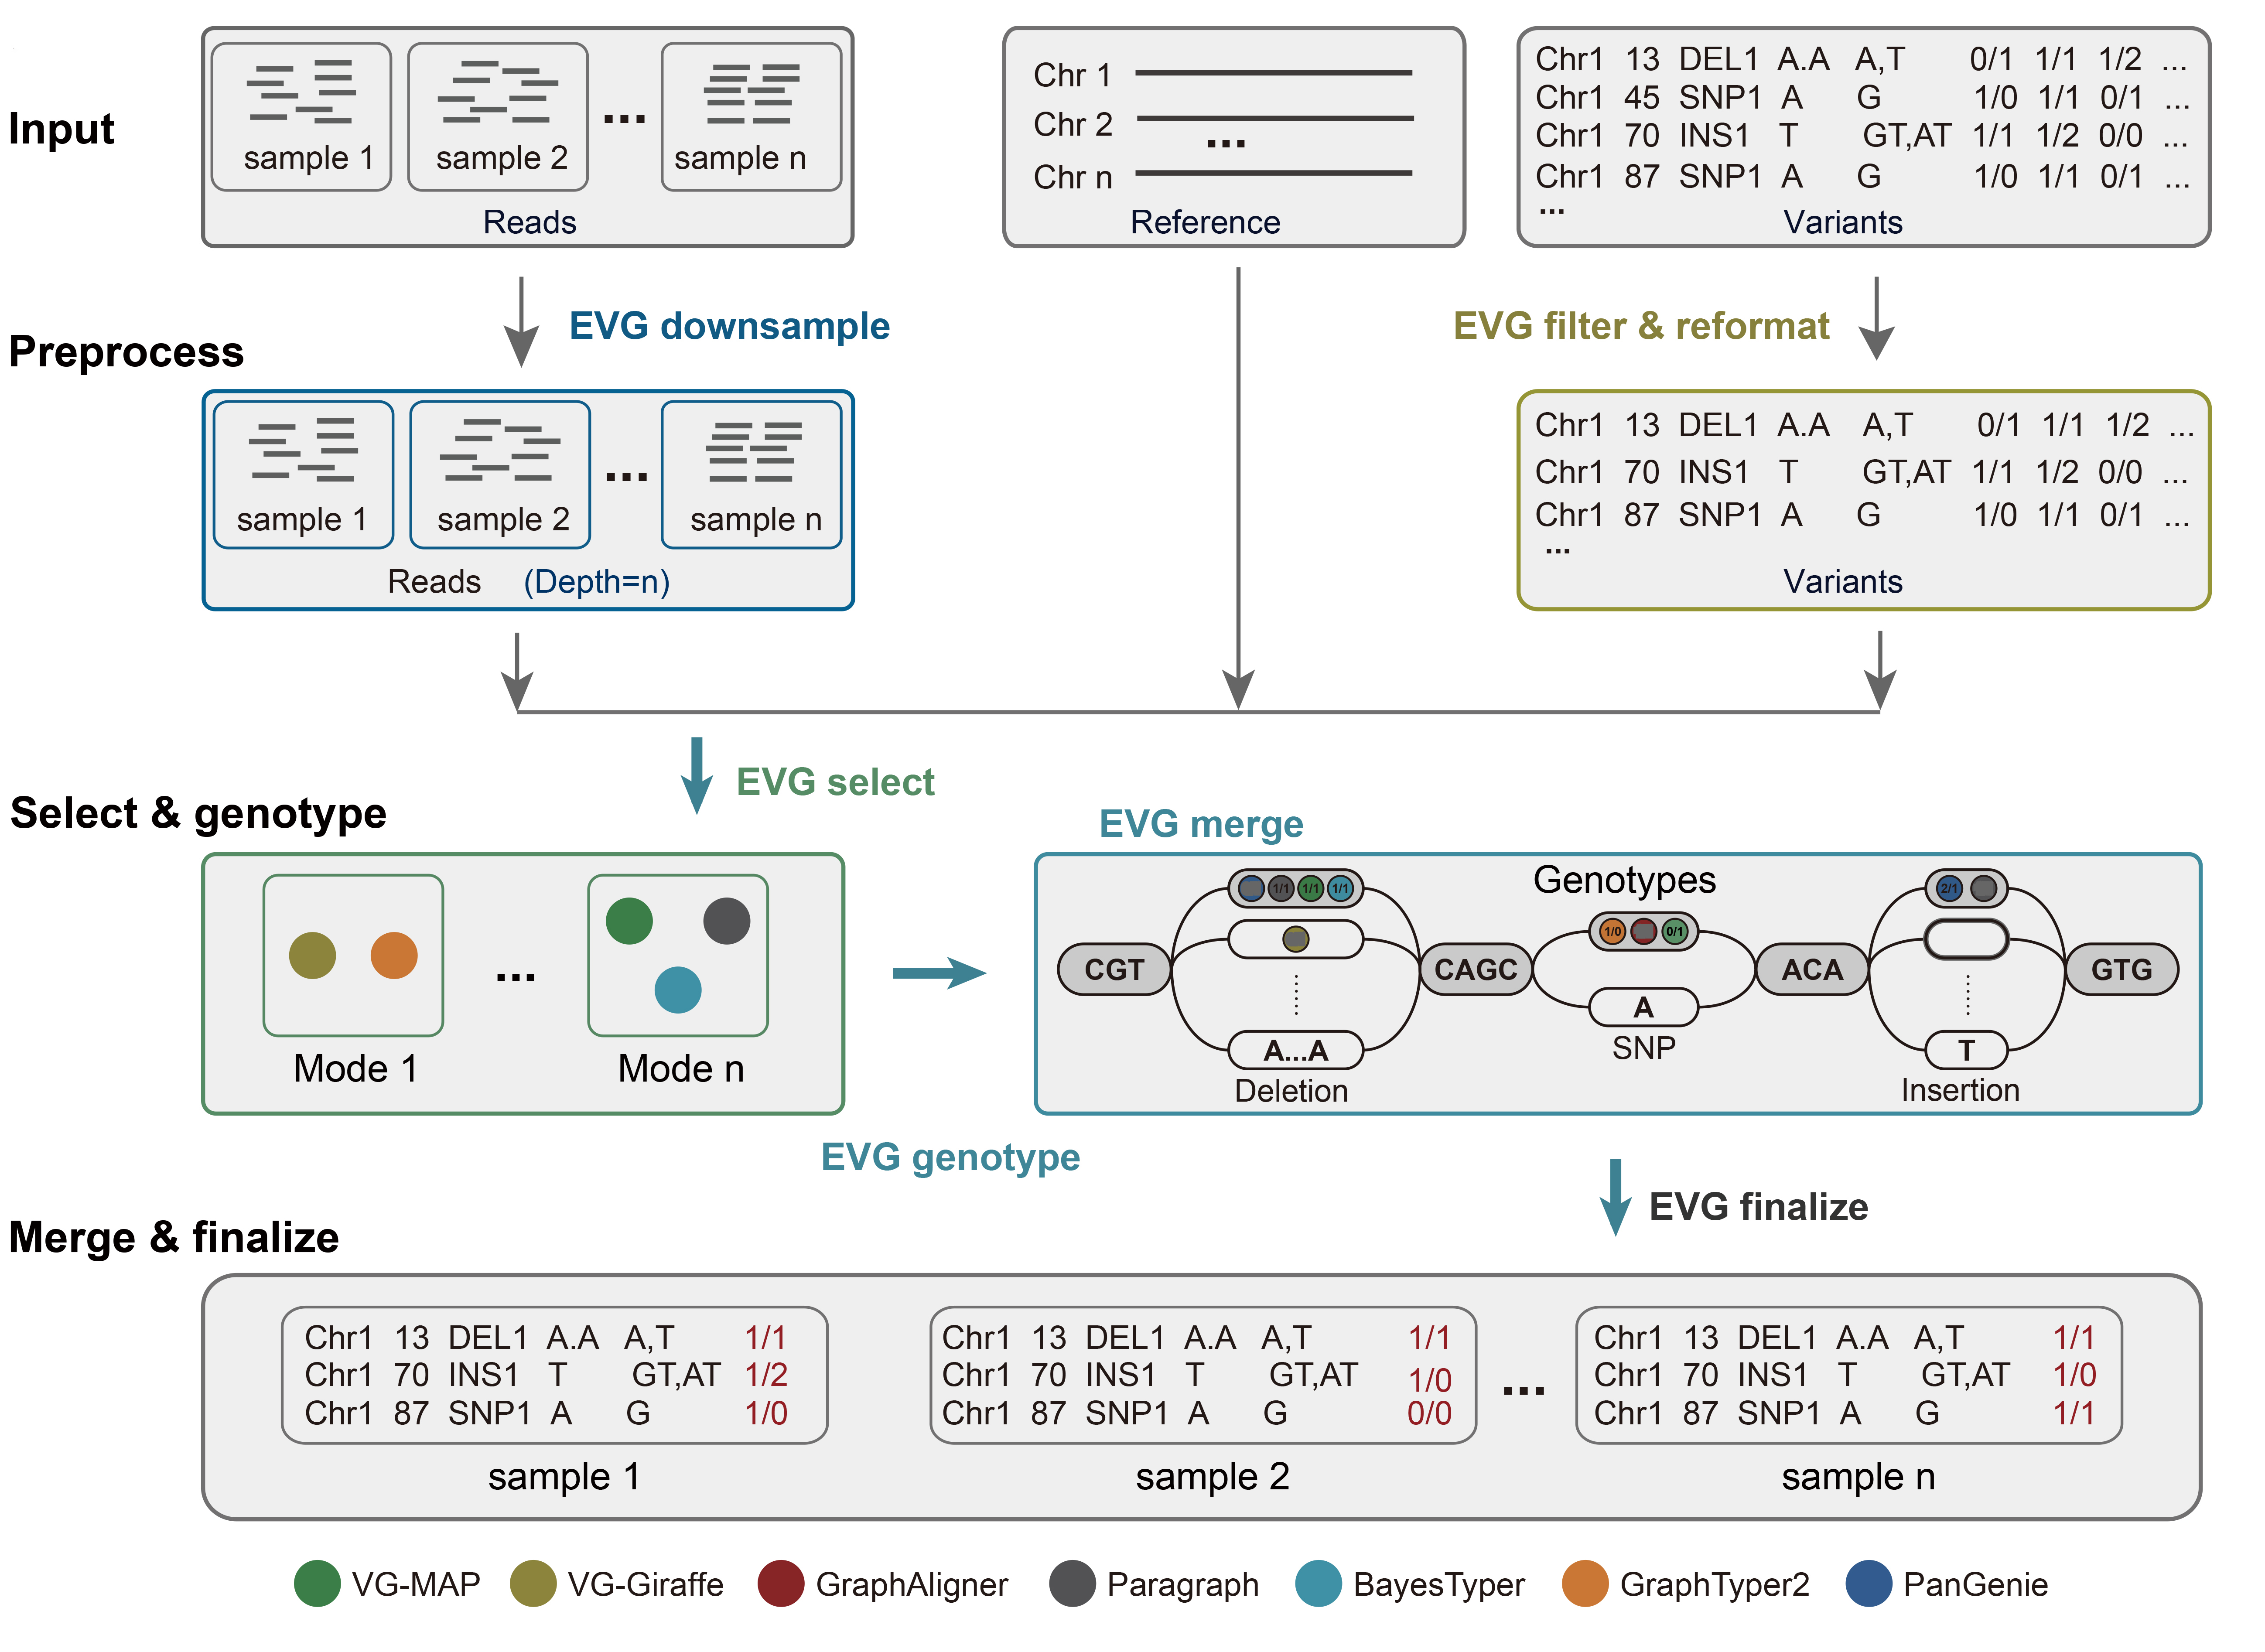 Input
sample 1 sample 2 ... sample n
Reads
Chr 1
Chr 2
...
Chr n
Reference
Chr1 13 DEL1 A.A A,T 0/1 1/1 1/2 ...
Chr1 45 SNP1 A G 1/0 1/1 0/1 ...
Chr1 70 INS1 T GT,AT 1/1 1/2 0/0 ...
Chr1 87 SNP1 A G 1/0 1/1 0/1 ...
...
Variants
Preprocess
EVG downsample
EVG filter & reformat
sample 1 sample 2 ... sample n
Reads (Depth=n)
Chr1 13 DEL1 A.A A,T 0/1 1/1 1/2 ...
Chr1 70 INS1 T GT,AT 1/1 1/2 0/0 ...
Chr1 87 SNP1 A G 1/0 1/1 0/1 ...
...
Variants
Select & genotype
EVG select
EVG merge
...
Mode 1 Mode n
Genotypes
1/1 1/1 1/1
1/0 0/1
2/1
CGT CAGC ACA GTG
A...A A T
Deletion SNP Insertion
EVG genotype
EVG finalize
Merge & finalize
Chr1 13 DEL1 A.A A,T 1/1
Chr1 70 INS1 T GT,AT 1/2
Chr1 87 SNP1 A G 1/0
sample 1
Chr1 13 DEL1 A.A A,T 1/1
Chr1 70 INS1 T GT,AT 1/0
Chr1 87 SNP1 A G 0/0
sample 2
...
Chr1 13 DEL1 A.A A,T 1/1
Chr1 70 INS1 T GT,AT 1/0
Chr1 87 SNP1 A G 1/1
sample n
VG-MAP VG-Giraffe GraphAligner Paragraph BayesTyper GraphTyper2 PanGenie